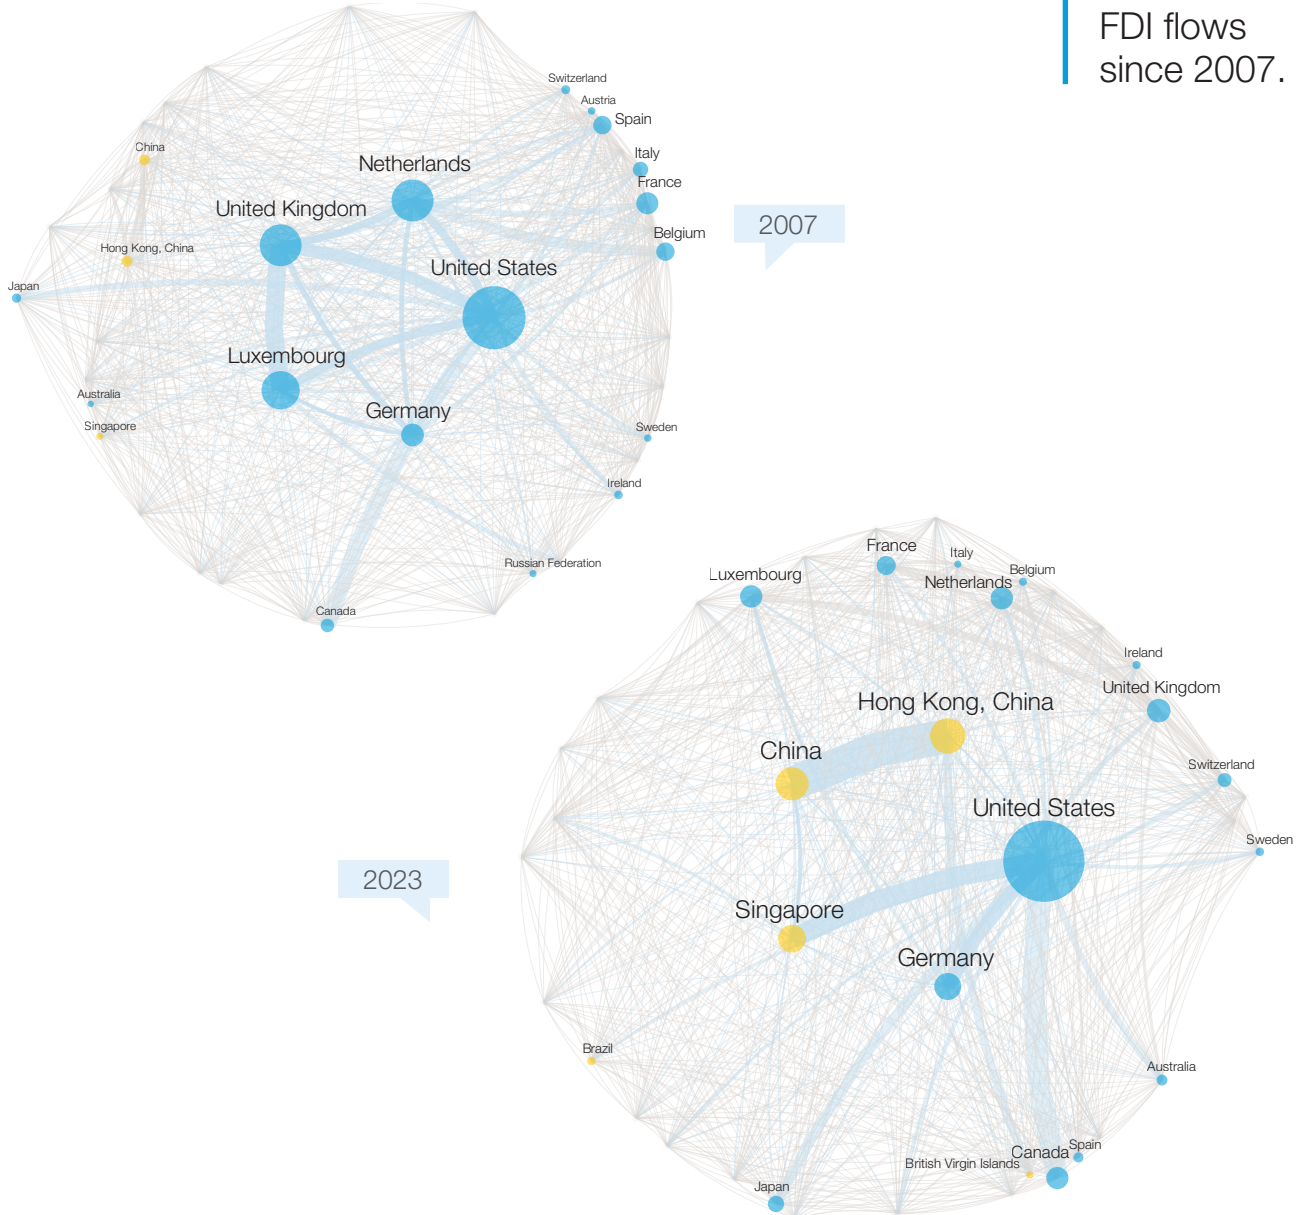 FDI flows
since 2007.
Switzerland
Austria
Spain
China
Italy
Netherlands
France
United Kingdom
Belgium
2007
Hong Kong, China
United States
Japan
Luxembourg
Australia
Germany
Singapore
Sweden
Ireland
Russian Federation
Canada
France
Italy
Luxembourg
Belgium
Netherlands
Ireland
United Kingdom
Hong Kong, China
China
Switzerland
United States
Sweden
2023
Singapore
Germany
Brazil
Australia
Spain
Canada
British Virgin Islands
Japan